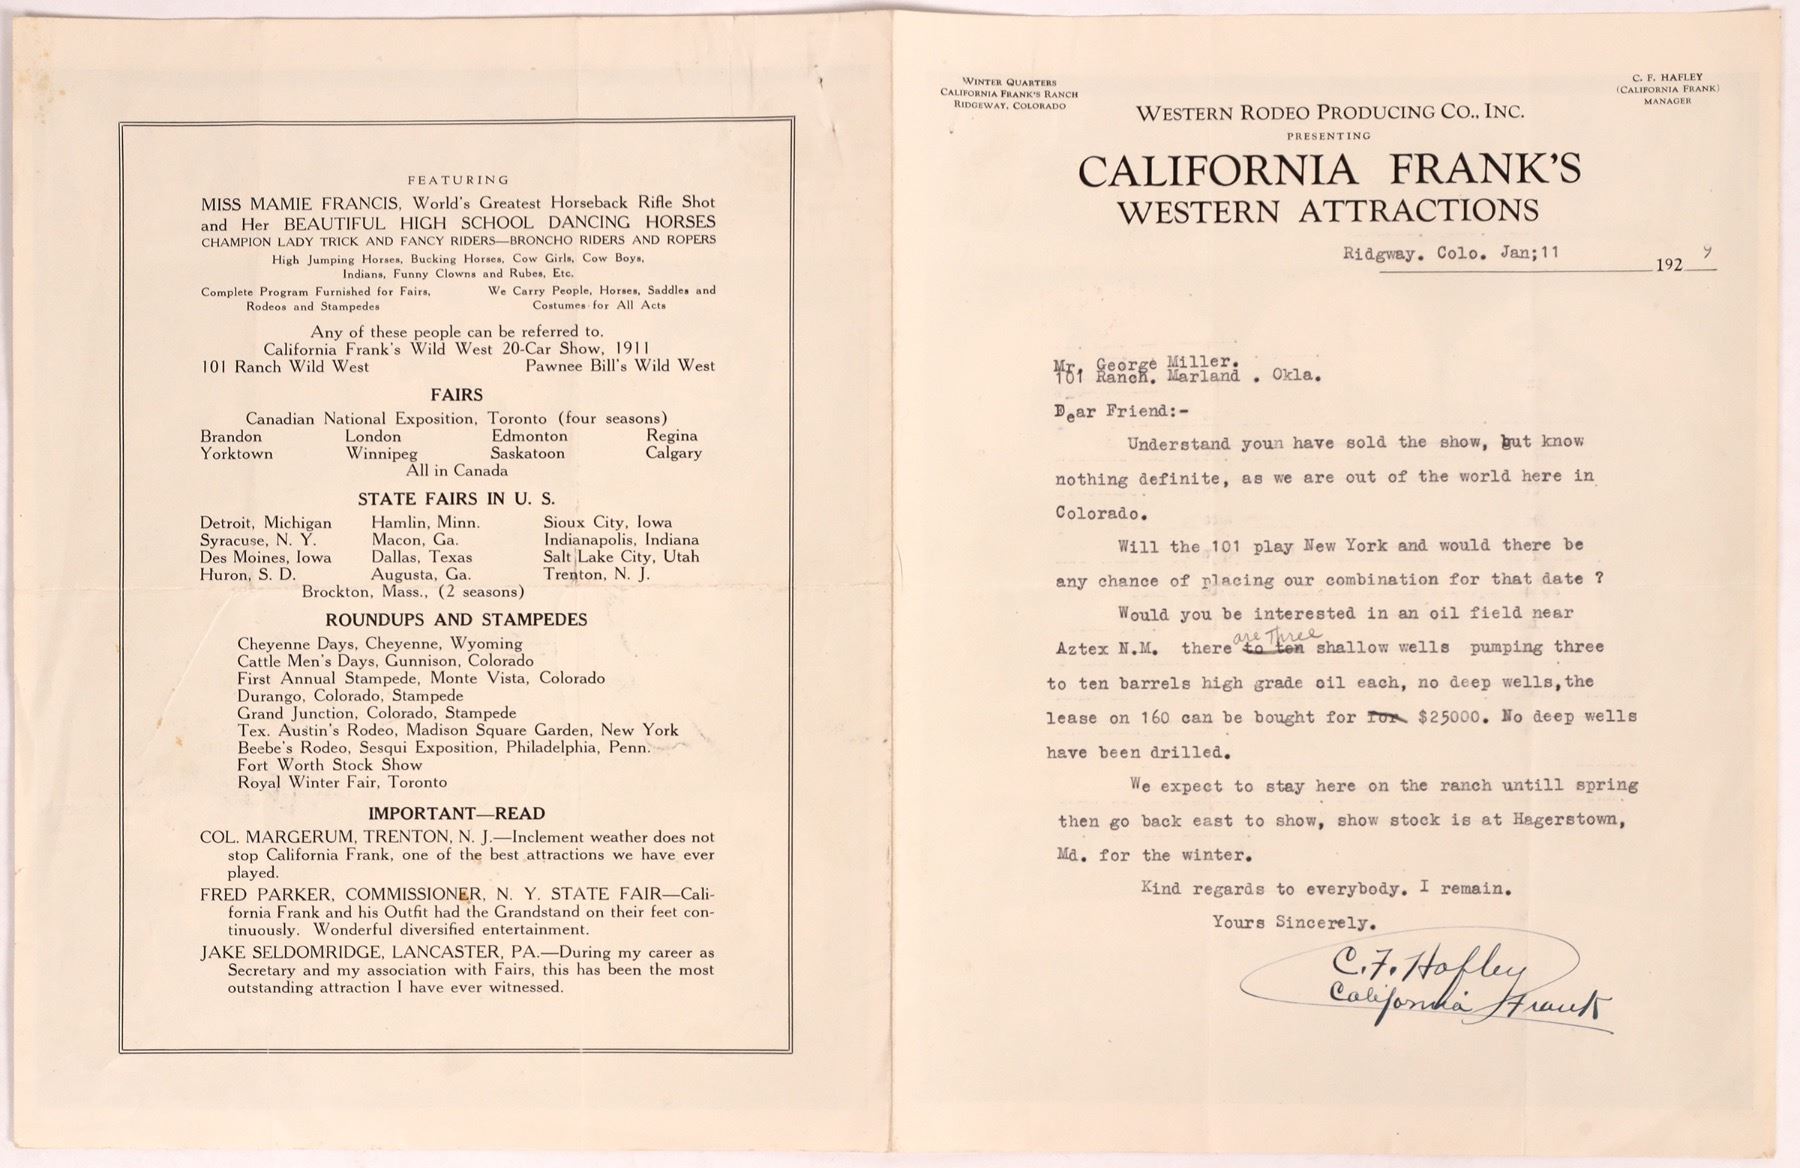 FEATURING
MISS MAMIE FRANCIS, World's Greatest Horseback Rifle Shot
and Her BEAUTIFUL HIGH SCHOOL DANCING HORSES
CHAMPION LADY TRICK AND FANCY RIDERS—BRONCHO RIDERS AND ROPERS
High Jumping Horses, Bucking Horses, Cow Girls, Cow Boys,
Indians, Funny Clowns and Rubes, Etc.
Complete Program Furnished for Fairs,
Rodeos and Stampedes
We Carry People, Horses, Saddles and
Costumes for All Acts
Any of these people can be referred to.
California Frank's Wild West 20-Car Show, 1911
101 Ranch Wild West Pawnee Bill's Wild West
FAIRS
Canadian National Exposition, Toronto (four seasons)
Brandon London Edmonton Regina
Yorktown Winnipeg Saskatoon Calgary
All in Canada
STATE FAIRS IN U. S.
Detroit, Michigan Hamlin, Minn. Sioux City, Iowa
Syracuse, N. Y. Macon, Ga. Indianapolis, Indiana
Des Moines, Iowa Dallas, Texas Salt Lake City, Utah
Huron, S. D. Augusta, Ga. Trenton, N. J.
Brockton, Mass., (2 seasons)
ROUNDUPS AND STAMPEDES
Cheyenne Days, Cheyenne, Wyoming
Cattle Men's Days, Gunnison, Colorado
First Annual Stampede, Monte Vista, Colorado
Durango, Colorado, Stampede
Grand Junction, Colorado, Stampede
Tex. Austin's Rodeo, Madison Square Garden, New York
Beebe's Rodeo, Sesqui Exposition, Philadelphia, Penn.
Fort Worth Stock Show
Royal Winter Fair, Toronto
IMPORTANT—READ
COL. MARGERUM, TRENTON, N. J.—Inclement weather does not
stop California Frank, one of the best attractions we have ever
played.
FRED PARKER, COMMISSIONER, N. Y. STATE FAIR—Cali-
fornia Frank and his Outfit had the Grandstand on their feet con-
tinuously. Wonderful diversified entertainment.
JAKE SELDOMRIDGE, LANCASTER, PA.—During my career as
Secretary and my association with Fairs, this has been the most
outstanding attraction I have ever witnessed.
WINTER QUARTERS
CALIFORNIA FRANK'S RANCH
RIDGEWAY, COLORADO
C. F. HAFLEY
(CALIFORNIA FRANK)
MANAGER
WESTERN RODEO PRODUCING CO., INC.
PRESENTING
CALIFORNIA FRANK'S
WESTERN ATTRACTIONS
Ridgway. Colo. Jan;11 1929
Mr. George Miller.
101 Ranch. Marland . Okla.
Dear Friend:-
Understand youn have sold the show, but know
nothing definite, as we are out of the world here in
Colorado.
Will the 101 play New York and would there be
any chance of placing our combination for that date ?
Would you be interested in an oil field near
are Three
Aztex N.M. there to ten shallow wells pumping three
to ten barrels high grade oil each, no deep wells,the
lease on 160 can be bought for for $25000. No deep wells
have been drilled.
We expect to stay here on the ranch untill spring
then go back east to show, show stock is at Hagerstown,
Md. for the winter.
Kind regards to everybody. I remain.
Yours Sincerely.
C.F. Hafley
California Frank